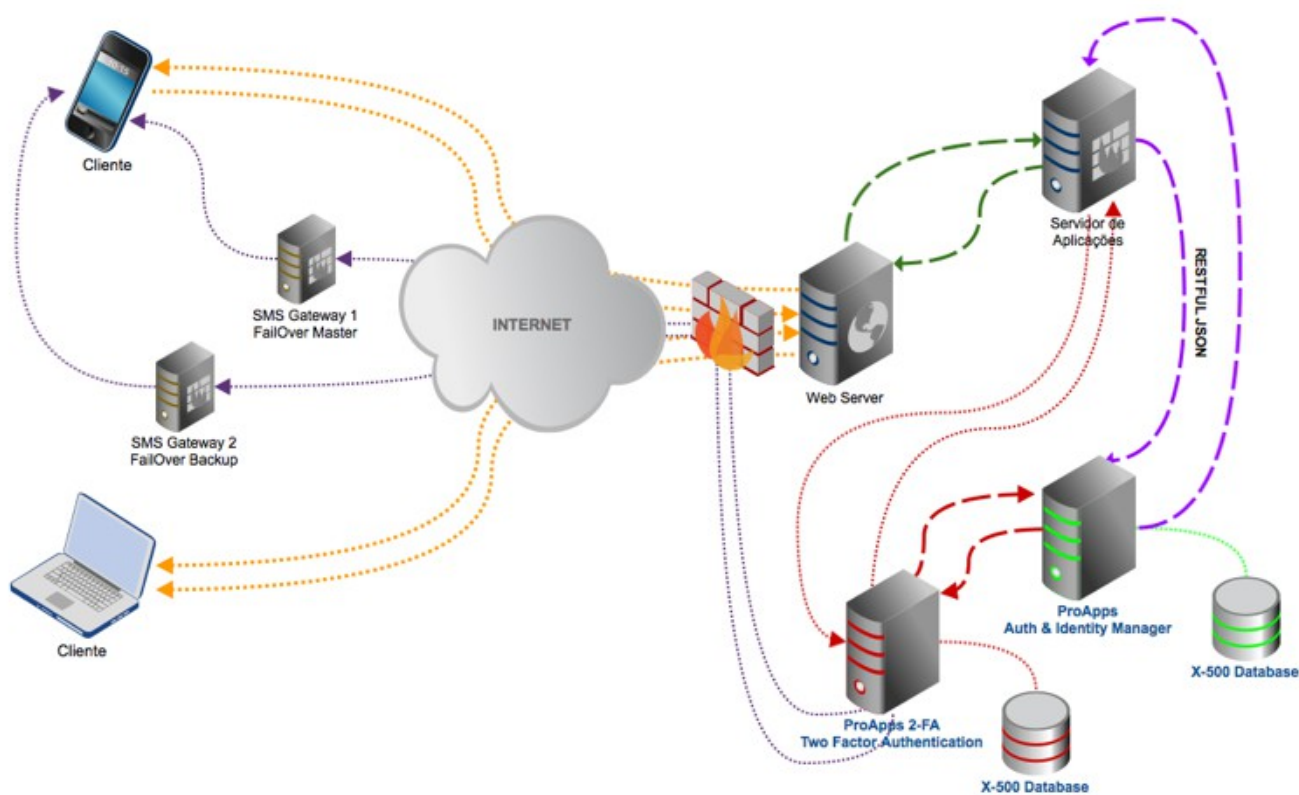 Cliente
SMS Gateway 1
FailOver Master
SMS Gateway 2
FailOver Backup
Cliente
INTERNET
Web Server
Servidor de
Aplicações
RESTFUL JSON
ProApps
Auth & Identity Manager
X-500 Database
ProApps 2-FA
Two Factor Authentication
X-500 Database